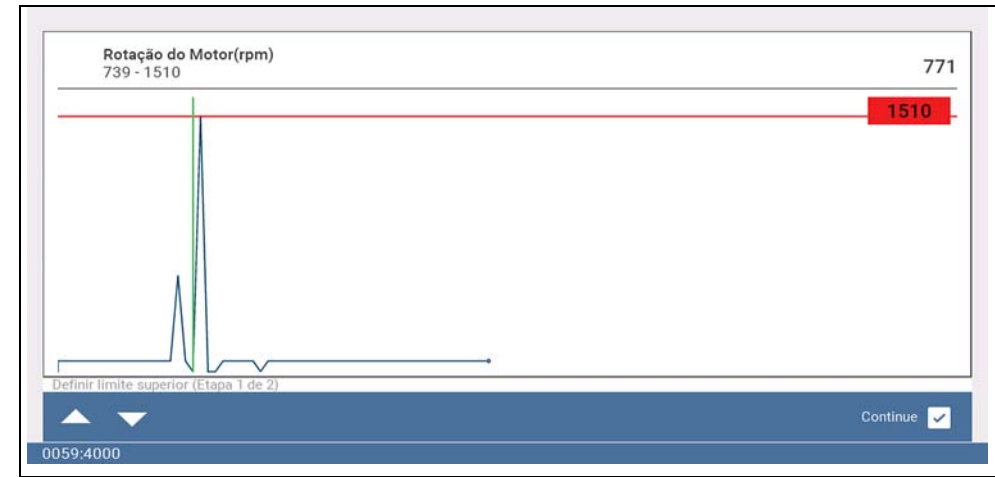 Rotação do Motor(rpm)
739 - 1510
771
1510
Definir limite superior (Etapa 1 de 2)
Continue
0059:4000